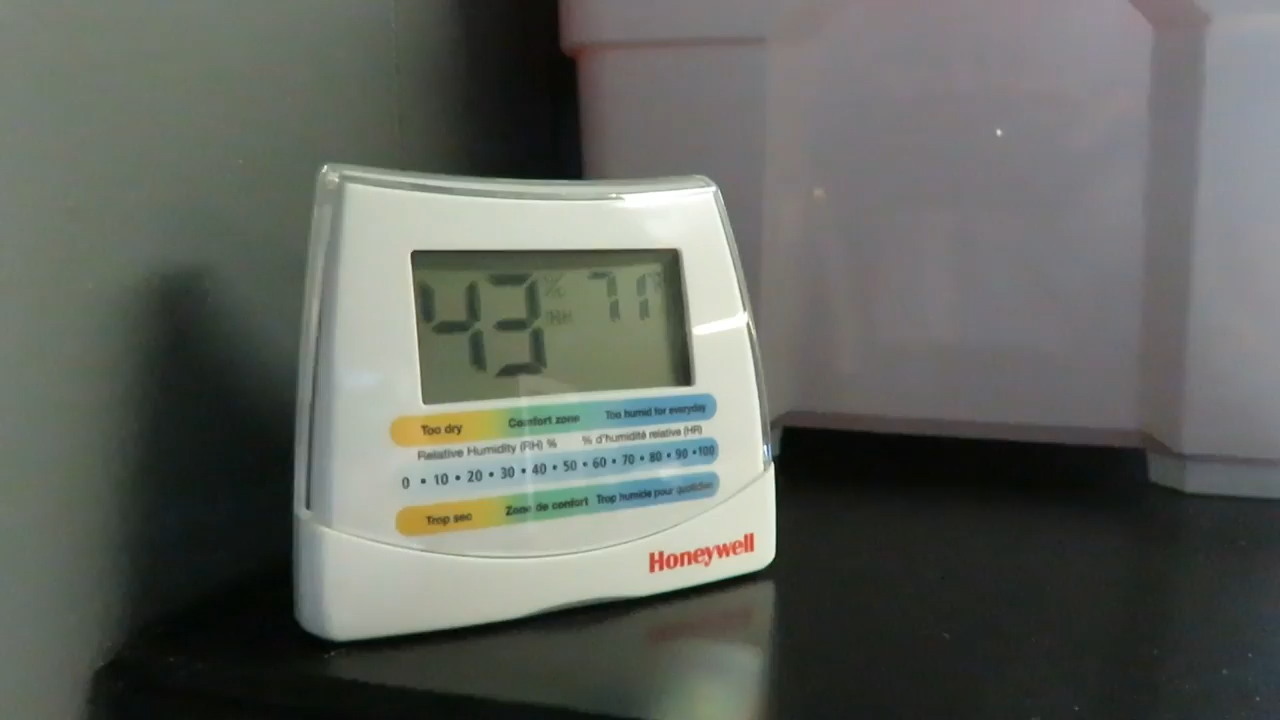 43 % RH 71 °F
Too dry Comfort zone Too humid for everyday
Relative Humidity (RH) % % d'humidité relative (HR)
0 • 10 • 20 • 30 • 40 • 50 • 60 • 70 • 80 • 90 • 100
Trop sec Zone de confort Trop humide pour quotidien
Honeywell